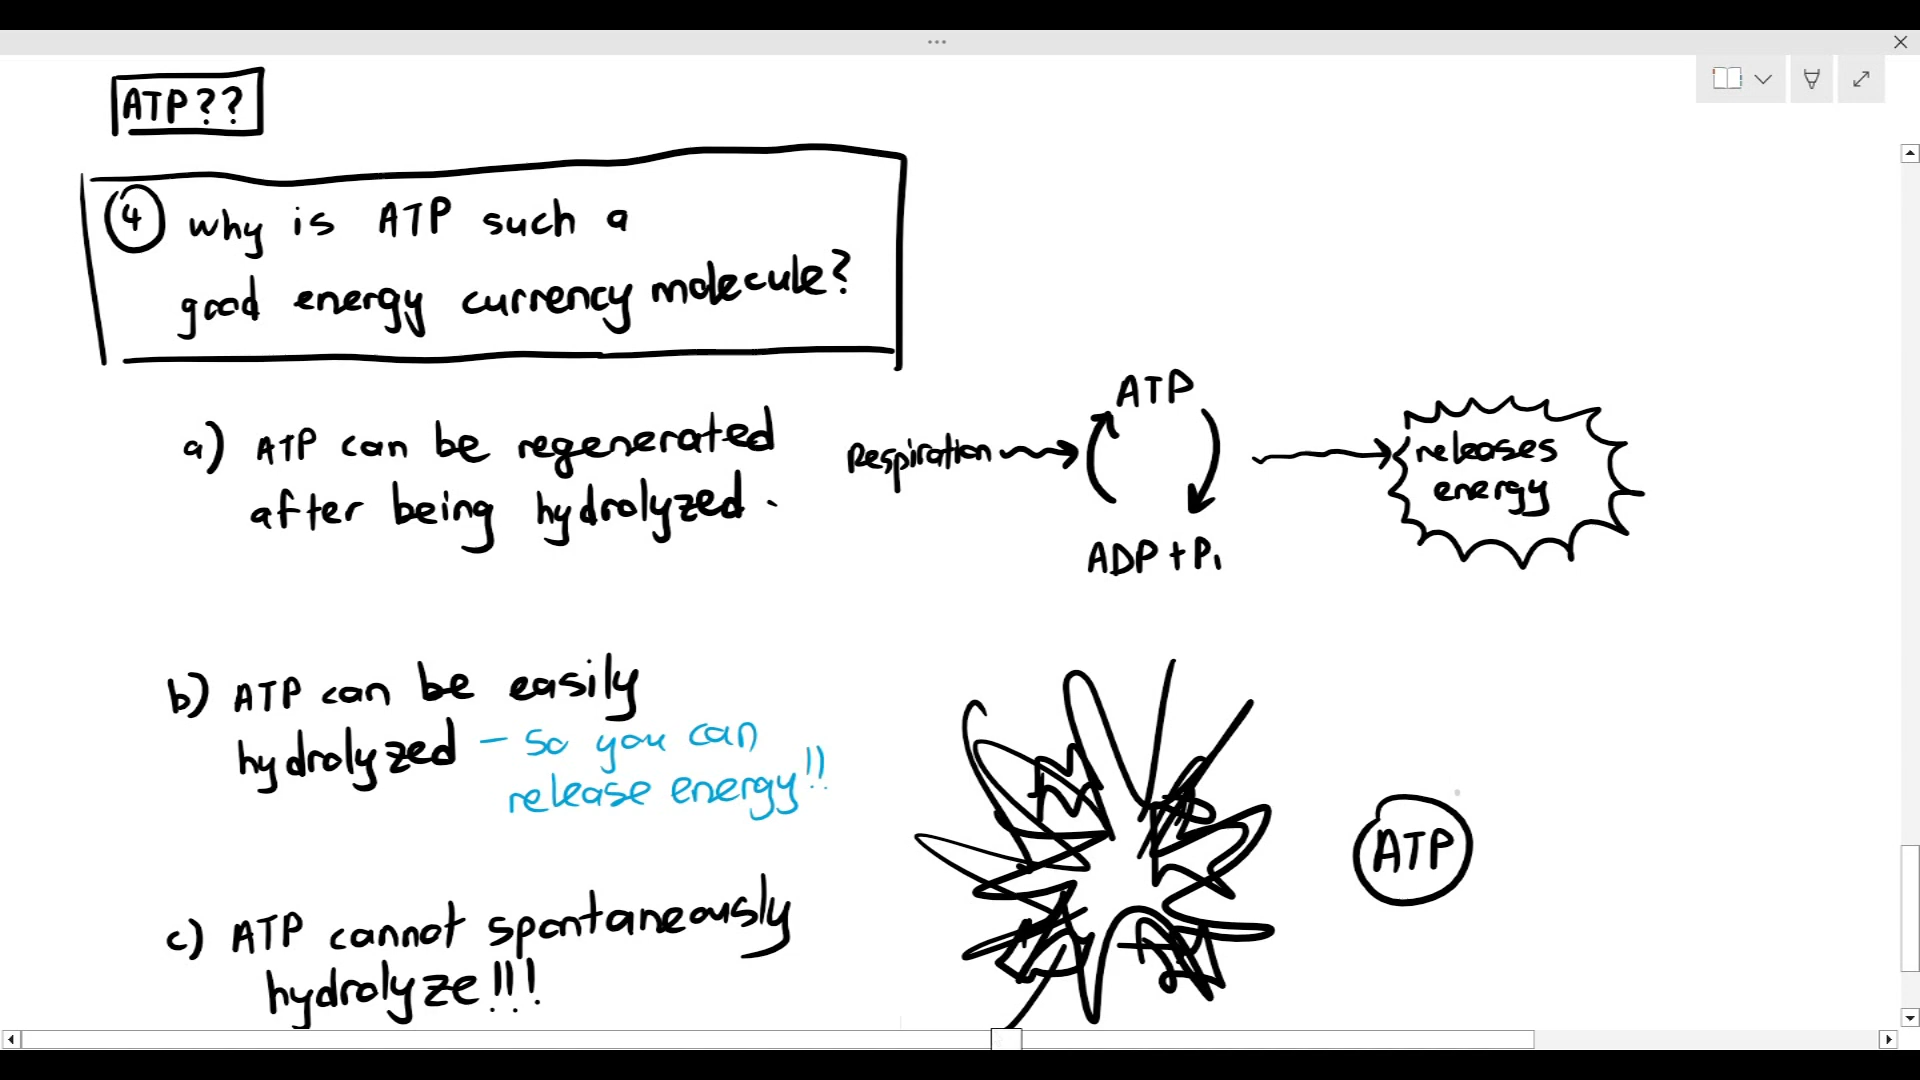 ATP??
4 why is ATP such a
good energy currency molecule?
a) ATP can be regenerated
after being hydrolyzed.
Respiration
ATP
ADP + Pi
releases
energy
b) ATP can be easily
hydrolyzed – so you can
release energy!!
ATP
c) ATP cannot spontaneously
hydrolyze!!!